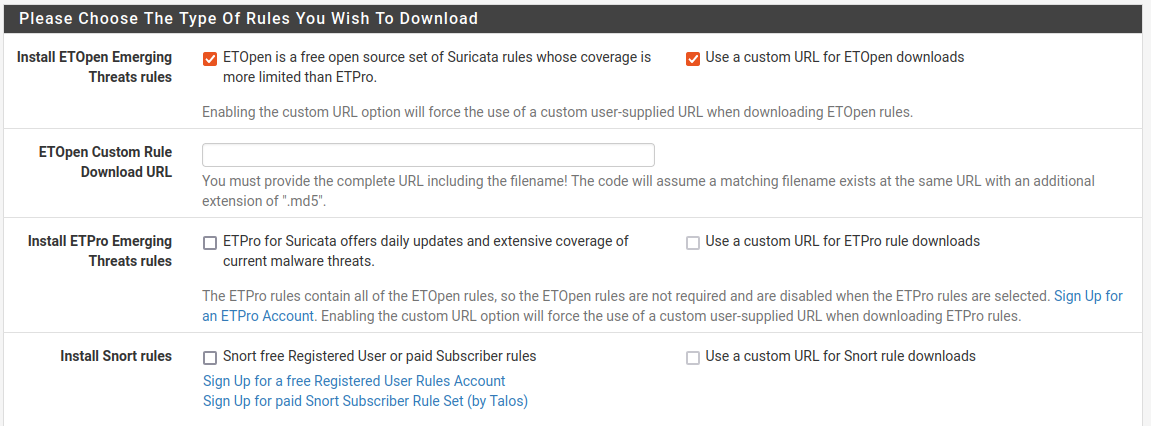 Please Choose The Type Of Rules You Wish To Download
Install ETOpen Emerging
Threats rules
ETOpen is a free open source set of Suricata rules whose coverage is
more limited than ETPro.
Use a custom URL for ETOpen downloads
Enabling the custom URL option will force the use of a custom user-supplied URL when downloading ETOpen rules.
ETOpen Custom Rule
Download URL
You must provide the complete URL including the filename! The code will assume a matching filename exists at the same URL with an additional
extension of ".md5".
Install ETPro Emerging
Threats rules
ETPro for Suricata offers daily updates and extensive coverage of
current malware threats.
Use a custom URL for ETPro rule downloads
The ETPro rules contain all of the ETOpen rules, so the ETOpen rules are not required and are disabled when the ETPro rules are selected. Sign Up for
an ETPro Account. Enabling the custom URL option will force the use of a custom user-supplied URL when downloading ETPro rules.
Install Snort rules
Snort free Registered User or paid Subscriber rules
Use a custom URL for Snort rule downloads
Sign Up for a free Registered User Rules Account
Sign Up for paid Snort Subscriber Rule Set (by Talos)